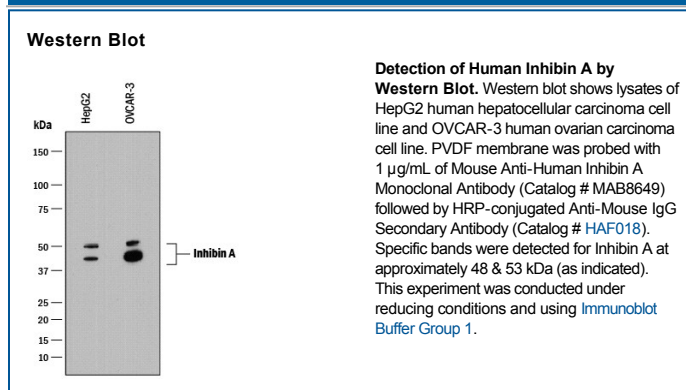 Western Blot
HepG2
OVCAR-3
kDa
150
100
75
50
37
25
20
15
10
Inhibin A
Detection of Human Inhibin A by
Western Blot. Western blot shows lysates of
HepG2 human hepatocellular carcinoma cell
line and OVCAR-3 human ovarian carcinoma
cell line. PVDF membrane was probed with
1 µg/mL of Mouse Anti-Human Inhibin A
Monoclonal Antibody (Catalog # MAB8649)
followed by HRP-conjugated Anti-Mouse IgG
Secondary Antibody (Catalog # HAF018).
Specific bands were detected for Inhibin A at
approximately 48 & 53 kDa (as indicated).
This experiment was conducted under
reducing conditions and using Immunoblot
Buffer Group 1.